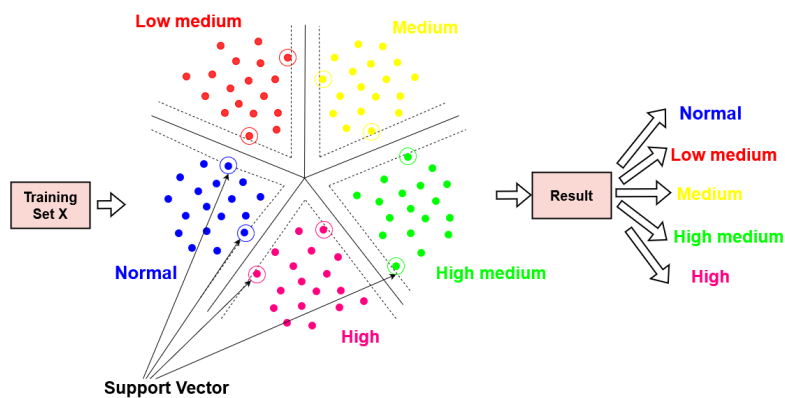 Low medium
Medium
Training
Set X
Normal
High medium
High
Support Vector
Result
Normal
Low medium
Medium
High medium
High